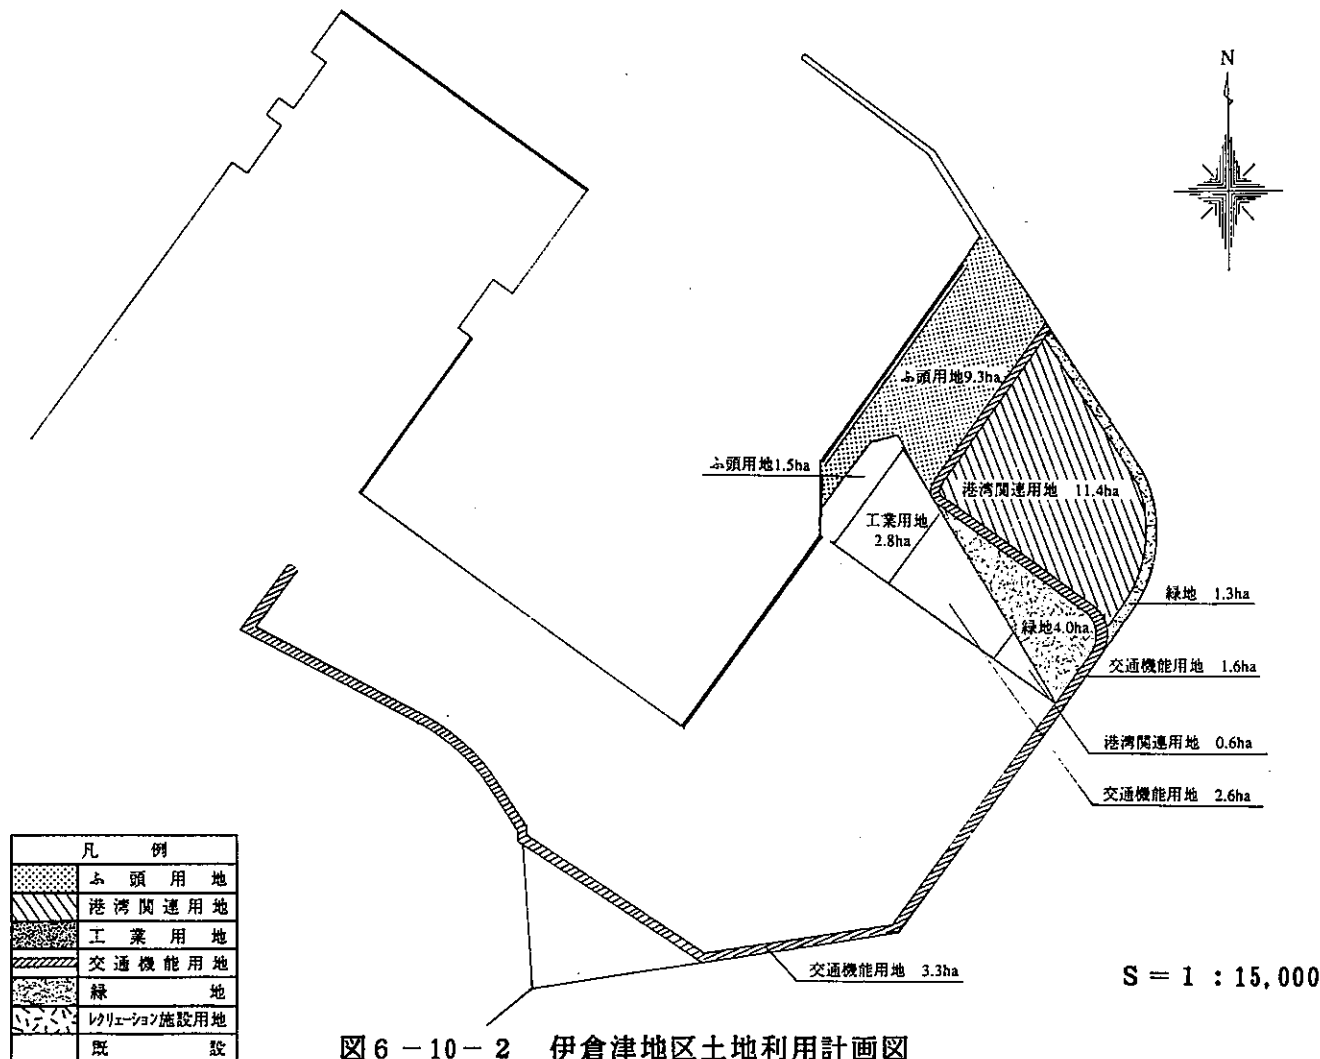 N
ふ頭用地9.3ha
ふ頭用地1.5ha
港湾関連用地 11.4ha
工業用地
2.8ha
緑地 1.3ha
緑地4.0ha
交通機能用地 1.6ha
港湾関連用地 0.6ha
交通機能用地 2.6ha
交通機能用地 3.3ha
S = 1 : 15,000
凡例
ふ頭用地
港湾関連用地
工業用地
交通機能用地
緑地
レクリエーション施設用地
既設
図6-10-2 伊倉津地区土地利用計画図